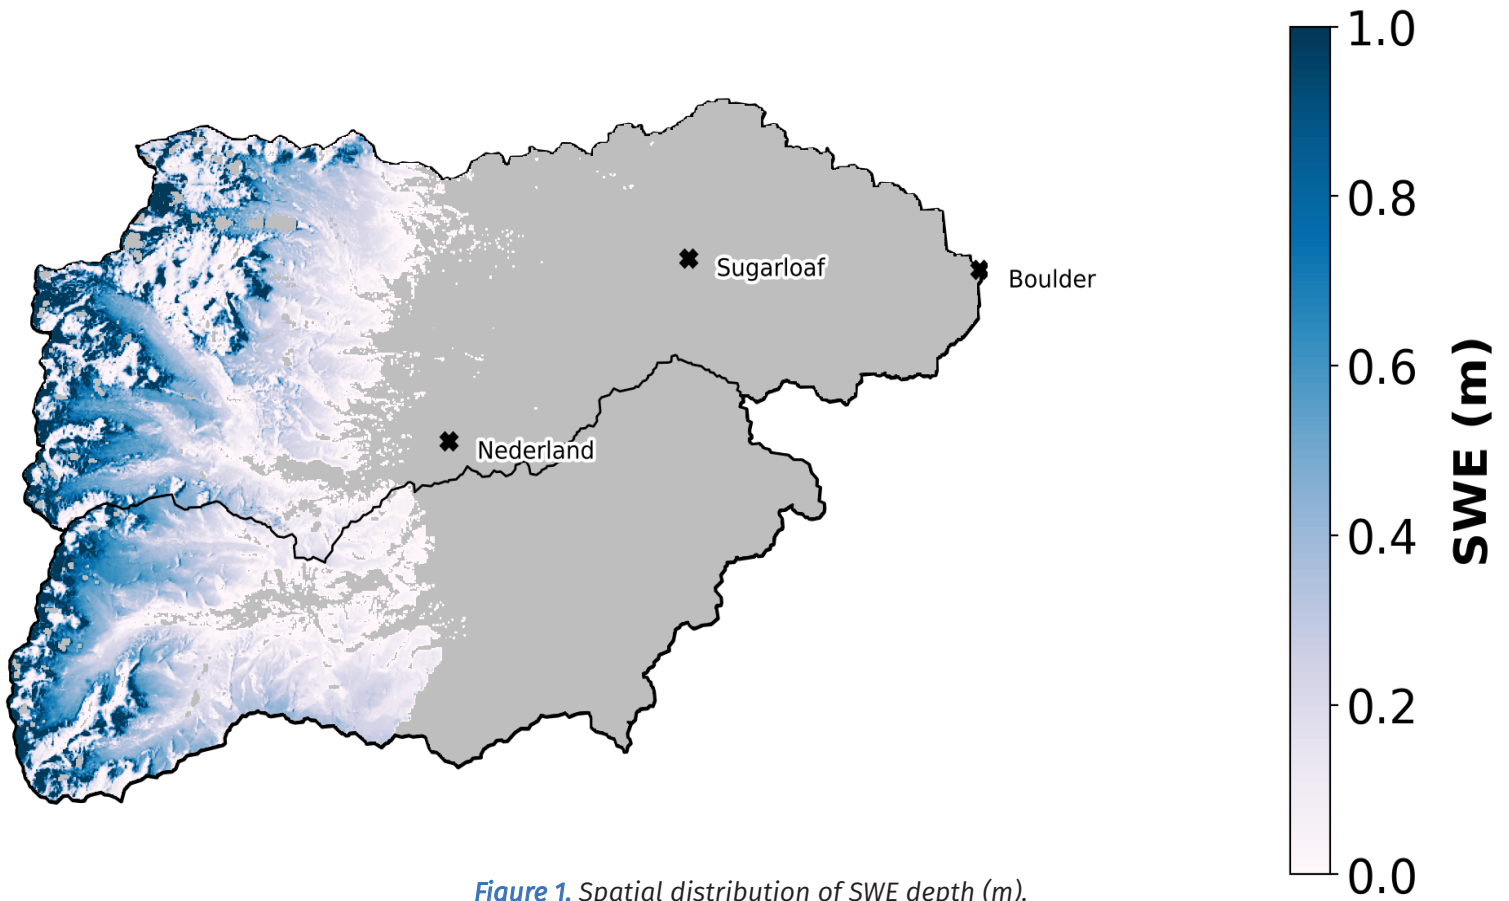 1.0
0.8
Sugarloaf
Boulder
0.6
SWE (m)
Nederland
0.4
0.2
0.0
Figure 1. Spatial distribution of SWE depth (m).